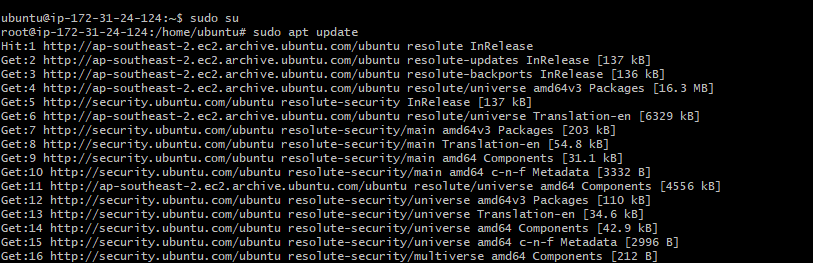 ubuntu@ip-172-31-24-124:~$ sudo su
root@ip-172-31-24-124:/home/ubuntu# sudo apt update
Hit:1 http://ap-southeast-2.ec2.archive.ubuntu.com/ubuntu resolute InRelease
Get:2 http://ap-southeast-2.ec2.archive.ubuntu.com/ubuntu resolute-updates InRelease [137 kB]
Get:3 http://ap-southeast-2.ec2.archive.ubuntu.com/ubuntu resolute-backports InRelease [136 kB]
Get:4 http://ap-southeast-2.ec2.archive.ubuntu.com/ubuntu resolute/universe amd64v3 Packages [16.3 MB]
Get:5 http://security.ubuntu.com/ubuntu resolute-security InRelease [137 kB]
Get:6 http://ap-southeast-2.ec2.archive.ubuntu.com/ubuntu resolute/universe Translation-en [6329 kB]
Get:7 http://security.ubuntu.com/ubuntu resolute-security/main amd64v3 Packages [203 kB]
Get:8 http://security.ubuntu.com/ubuntu resolute-security/main Translation-en [54.8 kB]
Get:9 http://security.ubuntu.com/ubuntu resolute-security/main amd64 Components [31.1 kB]
Get:10 http://security.ubuntu.com/ubuntu resolute-security/main amd64 c-n-f Metadata [3332 B]
Get:11 http://ap-southeast-2.ec2.archive.ubuntu.com/ubuntu resolute/universe amd64 Components [4556 kB]
Get:12 http://security.ubuntu.com/ubuntu resolute-security/universe amd64v3 Packages [110 kB]
Get:13 http://security.ubuntu.com/ubuntu resolute-security/universe Translation-en [34.6 kB]
Get:14 http://security.ubuntu.com/ubuntu resolute-security/universe amd64 Components [42.9 kB]
Get:15 http://security.ubuntu.com/ubuntu resolute-security/universe amd64 c-n-f Metadata [2996 B]
Get:16 http://security.ubuntu.com/ubuntu resolute-security/multiverse amd64 Components [212 B]